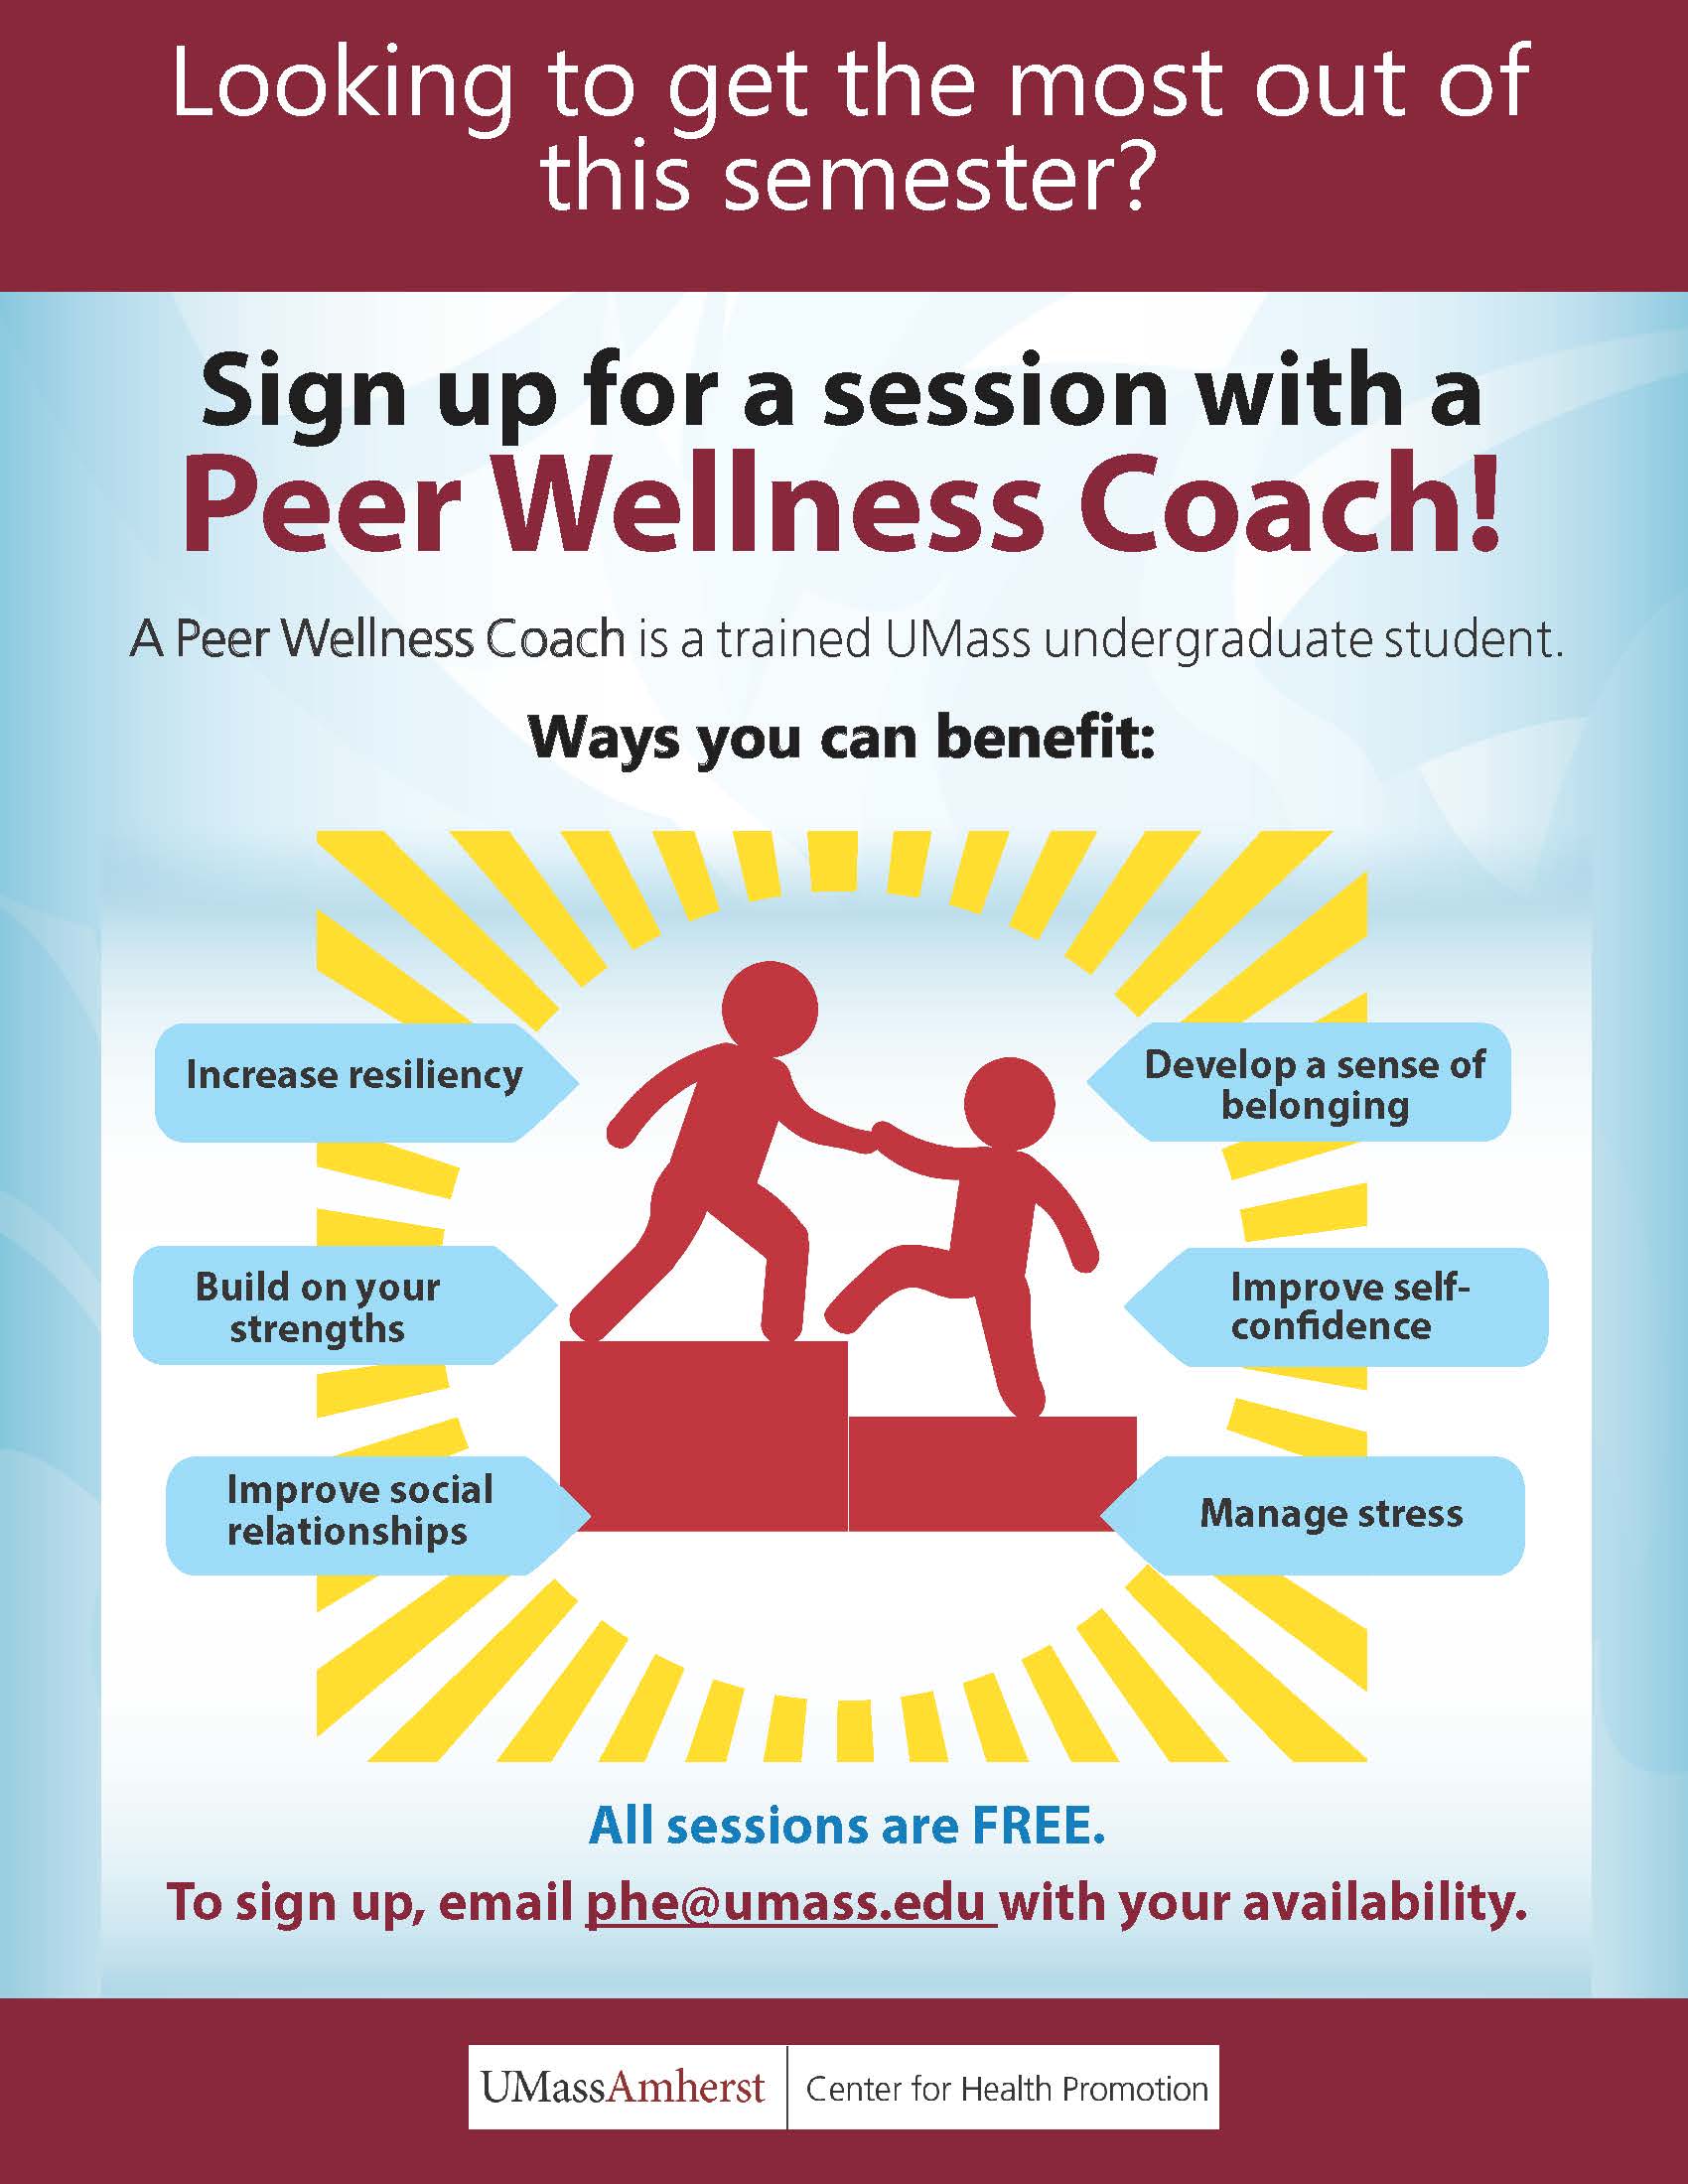 Looking to get the most out of
this semester?
Sign up for a session with a
Peer Wellness Coach!
A Peer Wellness Coach is a trained UMass undergraduate student.
Ways you can benefit:
Increase resiliency
Build on your
strengths
Improve social
relationships
Develop a sense of
belonging
Improve self-
confidence
Manage stress
All sessions are FREE.
To sign up, email phe@umass.edu with your availability.
UMassAmherst Center for Health Promotion